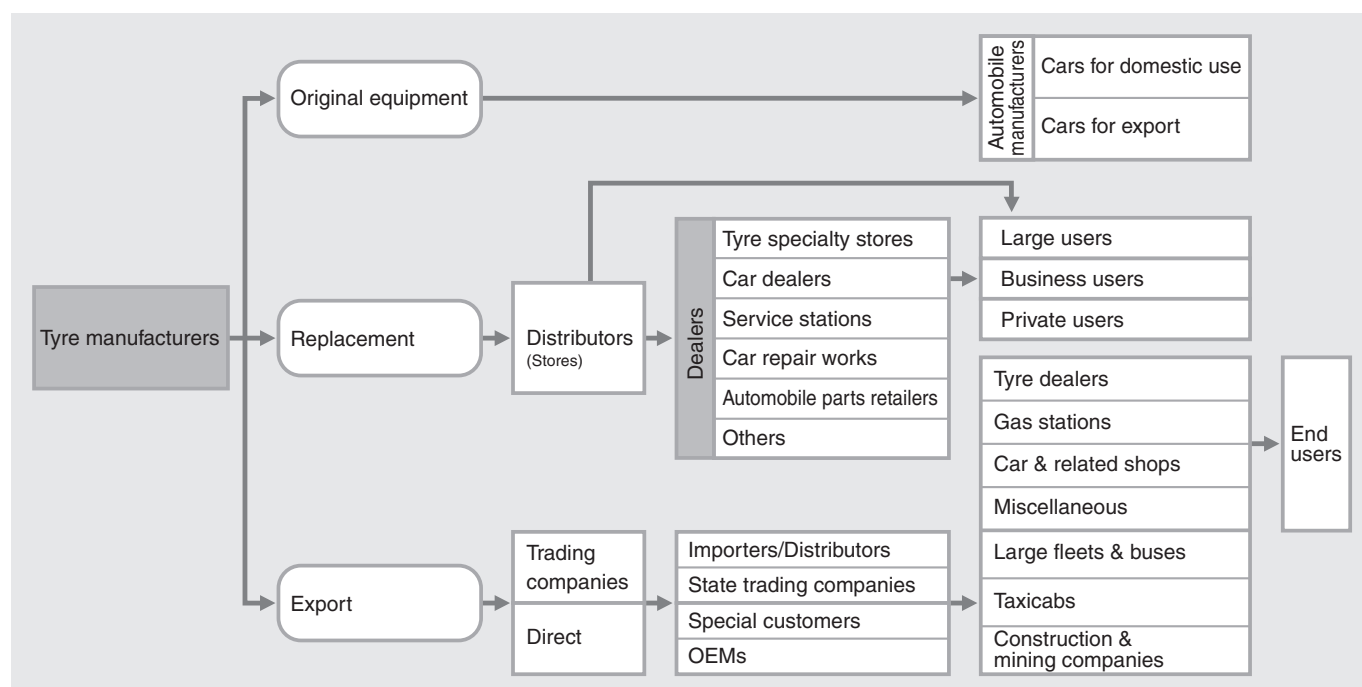 Tyre manufacturers
Original equipment
Automobile
manufacturers
Cars for domestic use
Cars for export
Replacement
Distributors
(Stores)
Dealers
Tyre specialty stores
Car dealers
Service stations
Car repair works
Automobile parts retailers
Others
Large users
Business users
Private users
Export
Trading
companies
Direct
Importers/Distributors
State trading companies
Special customers
OEMs
Tyre dealers
Gas stations
Car & related shops
Miscellaneous
Large fleets & buses
Taxicabs
Construction &
mining companies
End
users